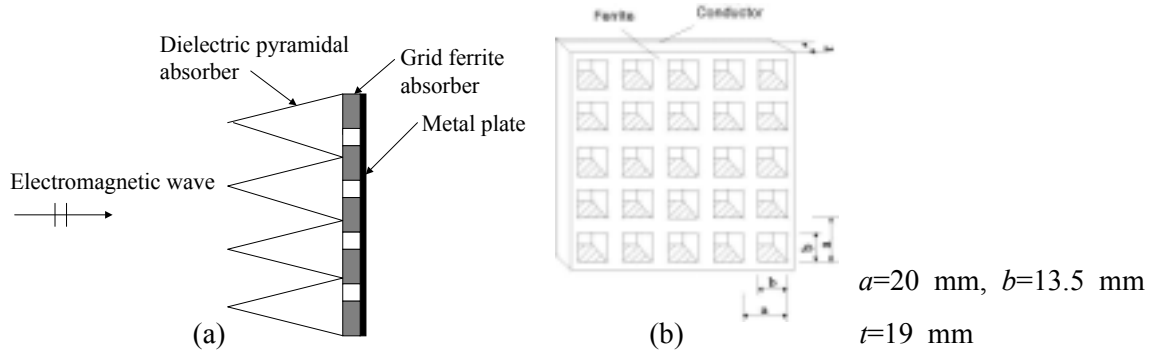 Dielectric pyramidal
absorber
Grid ferrite
absorber
Metal plate
Electromagnetic wave
(a)
Ferrite
Conductor
t
a
b
b
a
(b)
a=20 mm, b=13.5 mm
t=19 mm